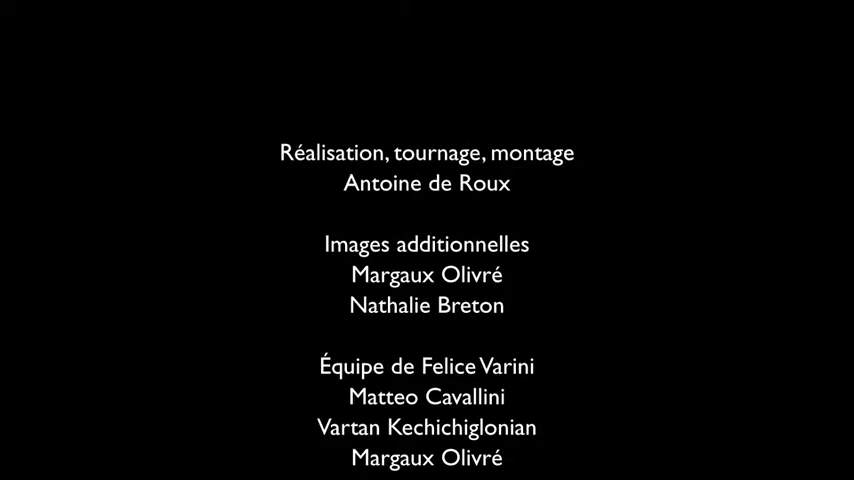 Réalisation, tournage, montage
Antoine de Roux
Images additionnelles
Margaux Olivré
Nathalie Breton
Équipe de Felice Varini
Matteo Cavallini
Vartan Kechichiglonian
Margaux Olivré